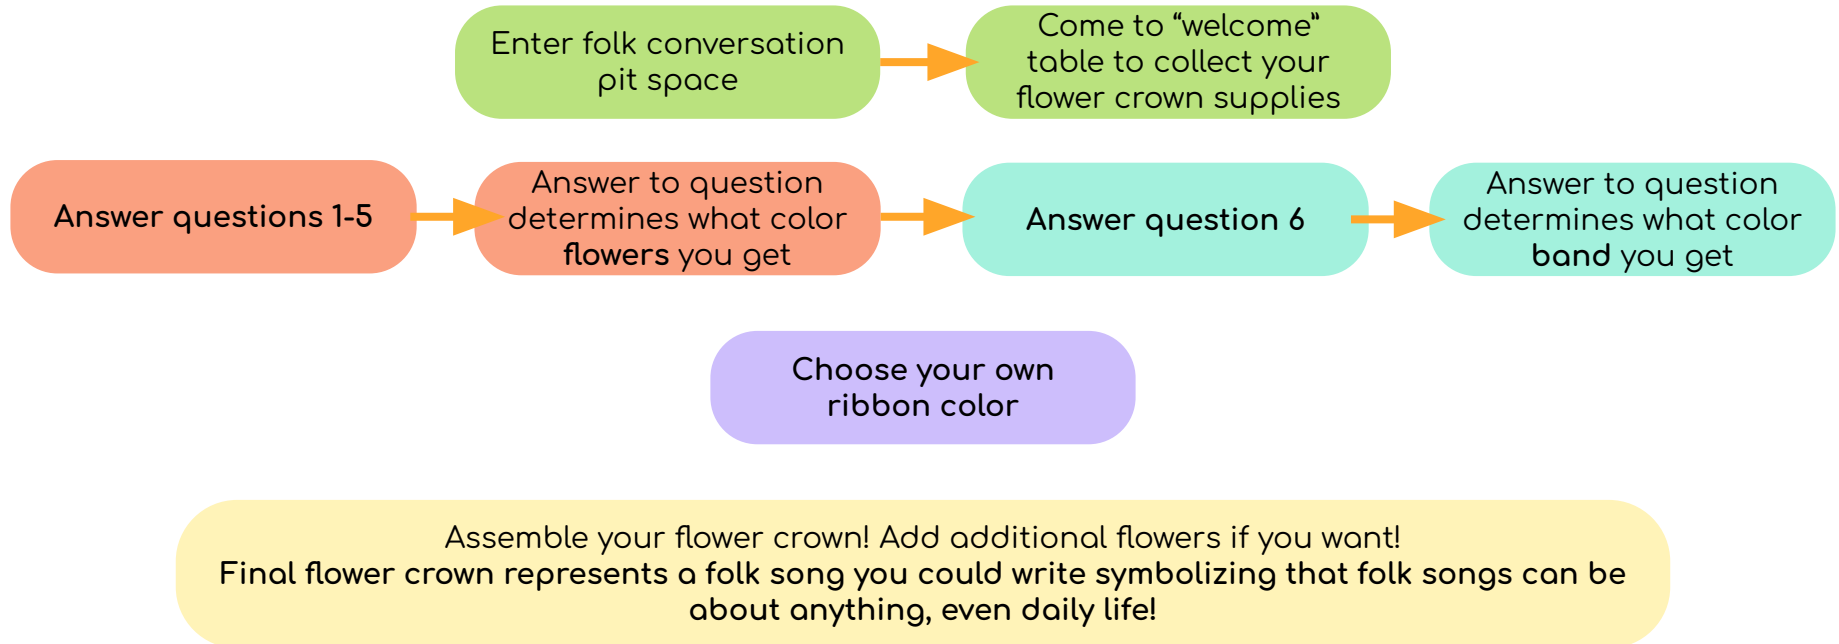 Enter folk conversation
pit space
Come to “welcome”
table to collect your
flower crown supplies
Answer questions 1-5
Answer to question
determines what color
flowers you get
Answer question 6
Answer to question
determines what color
band you get
Choose your own
ribbon color
Assemble your flower crown! Add additional flowers if you want!
Final flower crown represents a folk song you could write symbolizing that folk songs can be
about anything, even daily life!